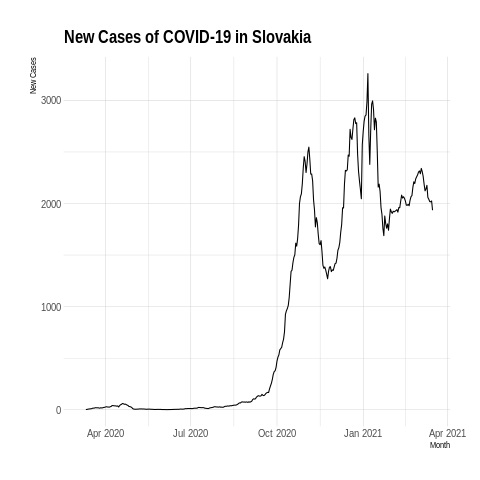 New Cases of COVID-19 in Slovakia
New Cases
3000
2000
1000
0
Apr 2020 Jul 2020 Oct 2020 Jan 2021 Apr 2021
Month